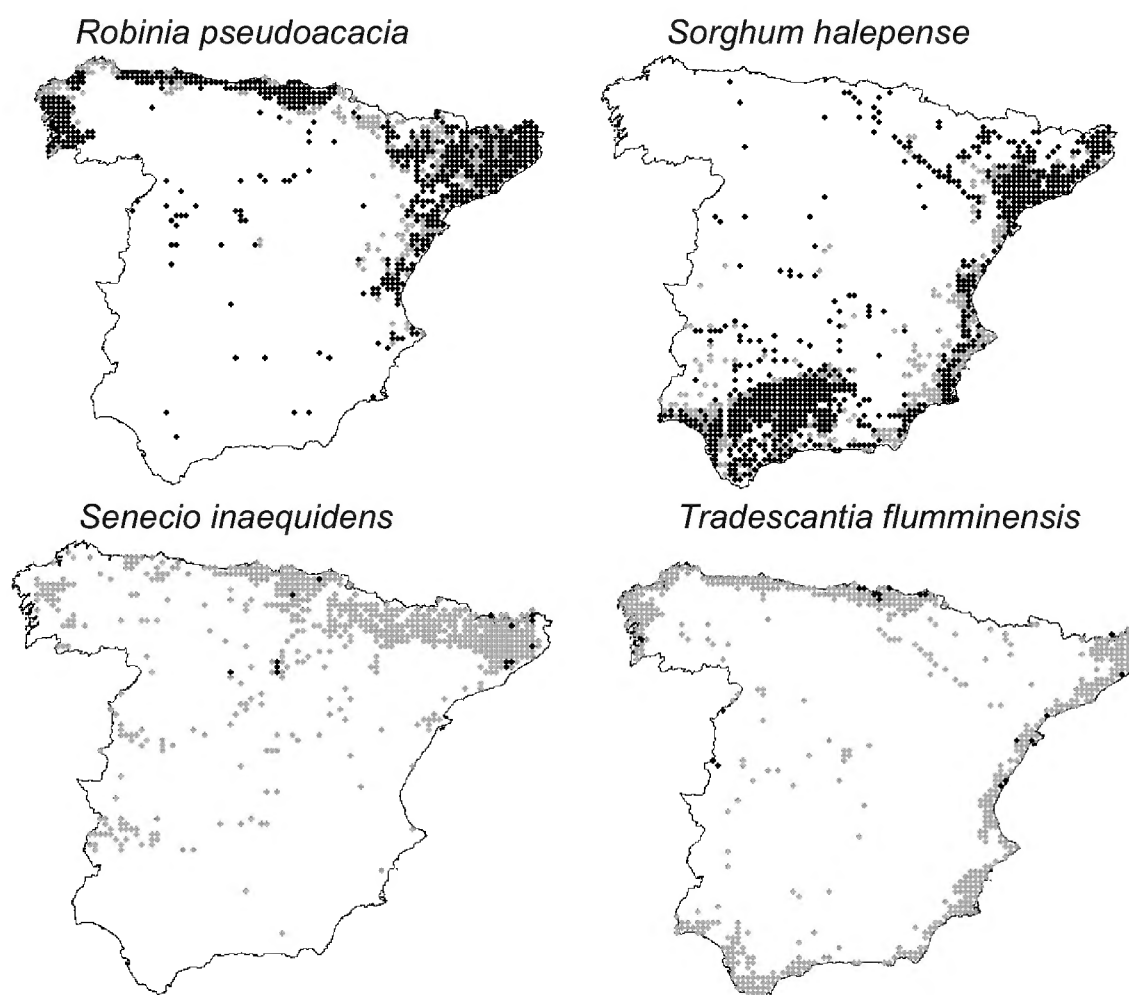 Robinia pseudoacacia
Sorghum halepense
Senecio inaequidens
Tradescantia flumminensis